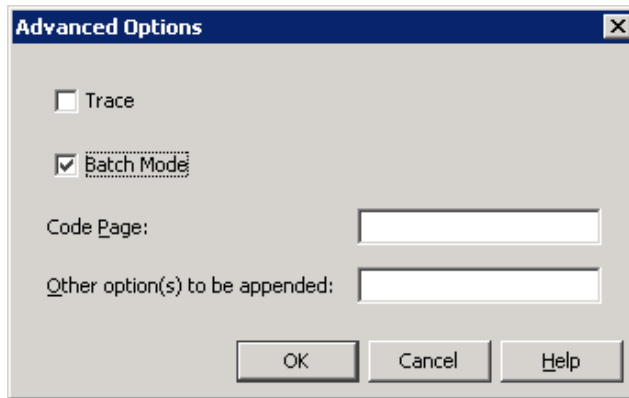 Advanced Options
Trace
Batch Mode
Code Page:
Other option(s) to be appended:
OK Cancel Help